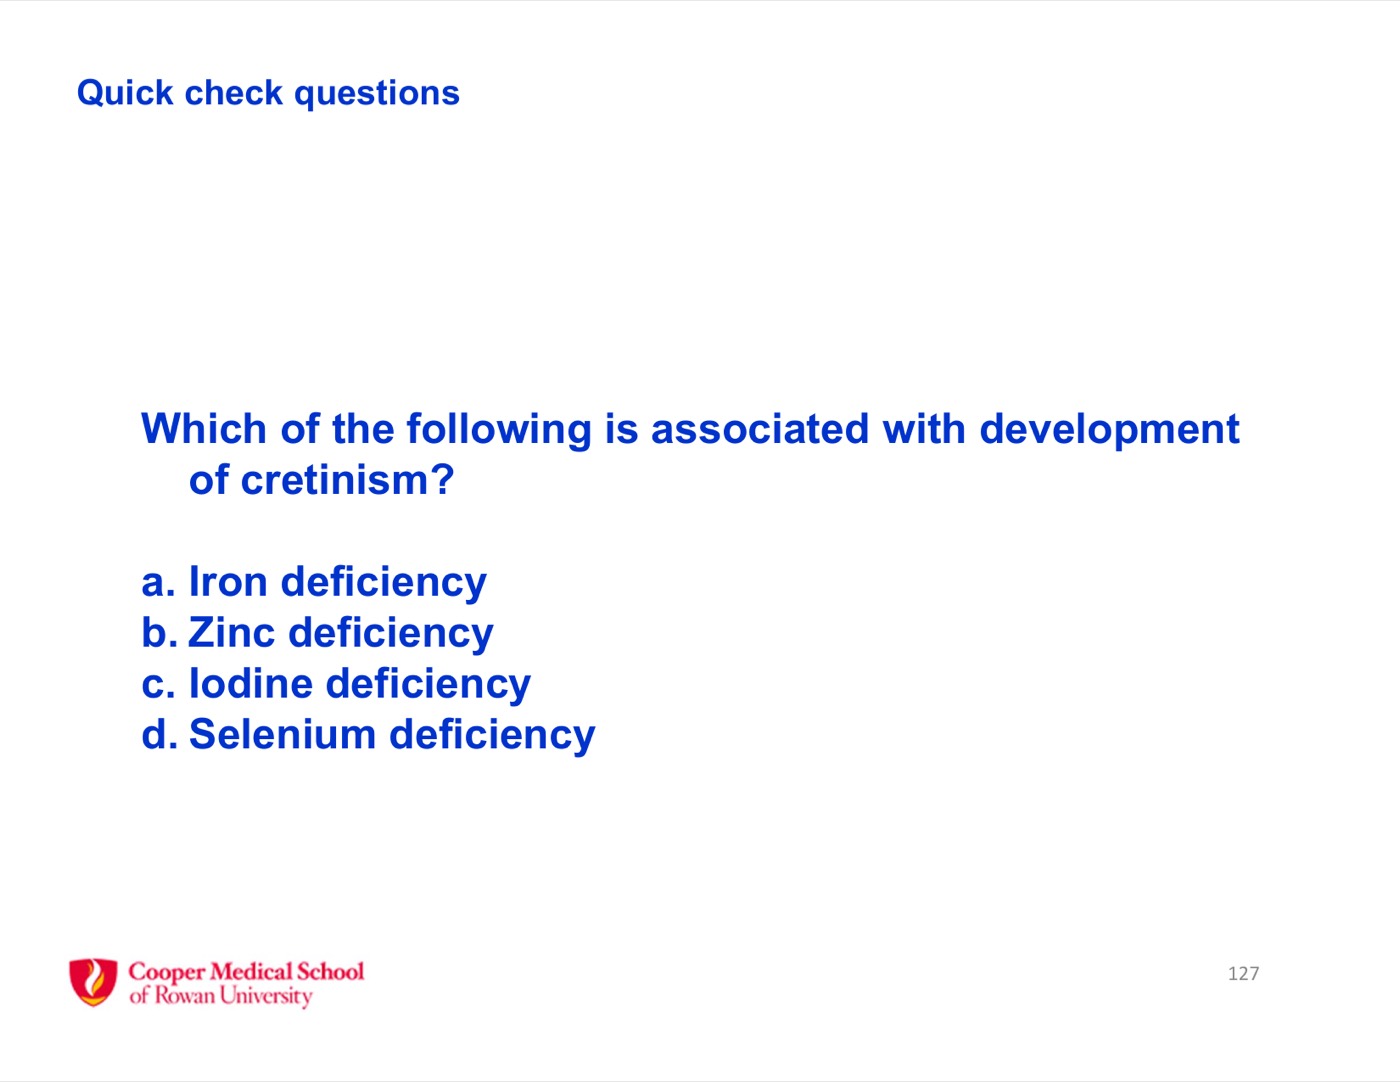 Quick check questions
Which of the following is associated with development
of cretinism?
a. Iron deficiency
b. Zinc deficiency
c. Iodine deficiency
d. Selenium deficiency
Cooper Medical School
of Rowan University
127